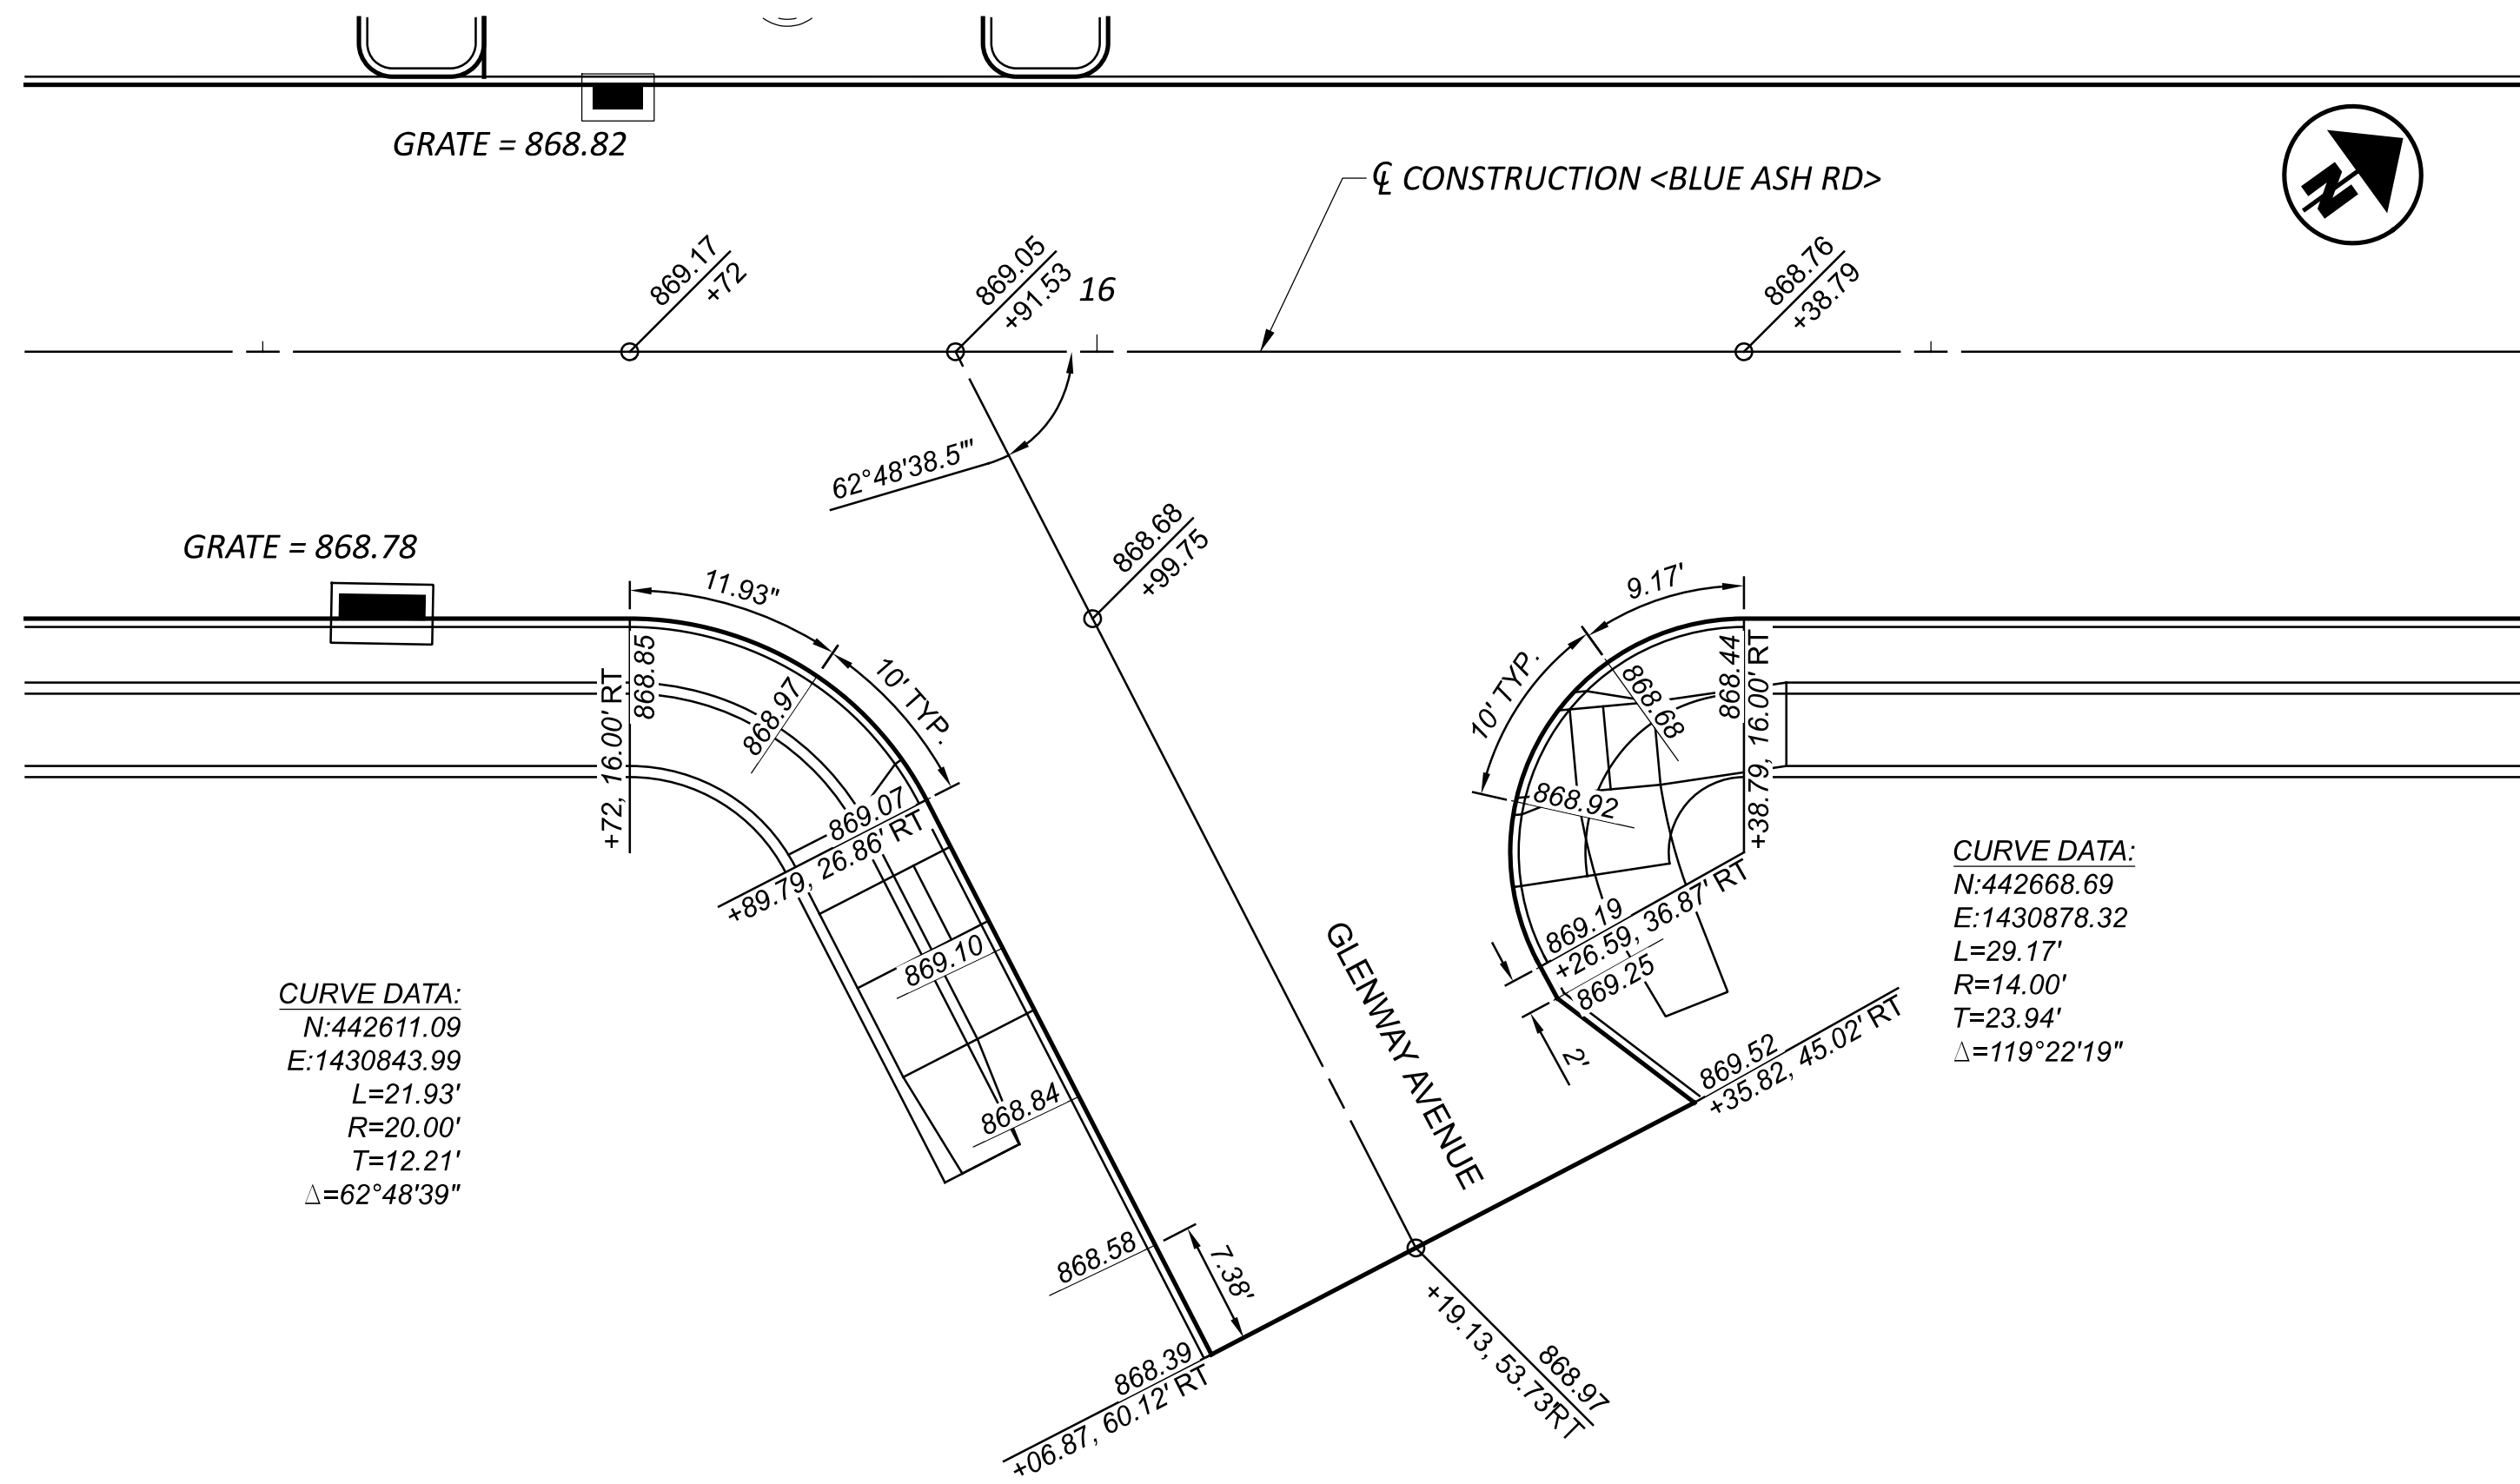 GRATE = 868.82
℄ CONSTRUCTION <BLUE ASH RD>
N
869.17
+72
869.05
+91.53
16
868.76
+38.79
62°48'38.5"'
868.68
+99.75
GRATE = 868.78
11.93"
10' TYP.
9.17'
10' TYP.
+72, 16.00' RT
868.85
868.97
869.07
+89.79, 26.86' RT
869.10
868.84
868.58
7.38'
868.39
+06.87, 60.12' RT
868.44
+38.79, 16.00' RT
868.68
868.92
869.19
+26.59, 36.87' RT
869.25
2'
869.52
+35.82, 45.02' RT
GLENWAY AVENUE
868.97
+19.13, 53.73'RT
CURVE DATA:
N:442611.09
E:1430843.99
L=21.93'
R=20.00'
T=12.21'
Δ=62°48'39"
CURVE DATA:
N:442668.69
E:1430878.32
L=29.17'
R=14.00'
T=23.94'
Δ=119°22'19"